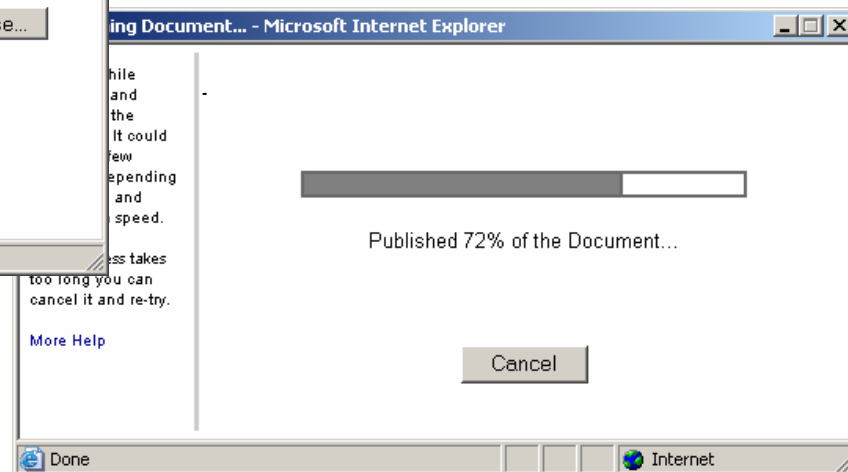 se...
ing Document... - Microsoft Internet Explorer
hile
and
the
It could
few
epending
and
speed.
ess takes
too long you can
cancel it and re-try.
More Help
Published 72% of the Document...
Cancel
Done
Internet